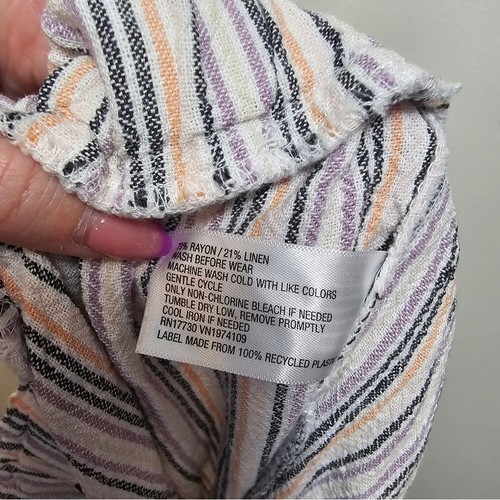 % RAYON / 21% LINEN
WASH BEFORE WEAR
MACHINE WASH COLD WITH LIKE COLORS
GENTLE CYCLE
ONLY NON-CHLORINE BLEACH IF NEEDED
TUMBLE DRY LOW, REMOVE PROMPTLY
COOL IRON IF NEEDED
RN17730 VN1974109
LABEL MADE FROM 100% RECYCLED PLASTIC